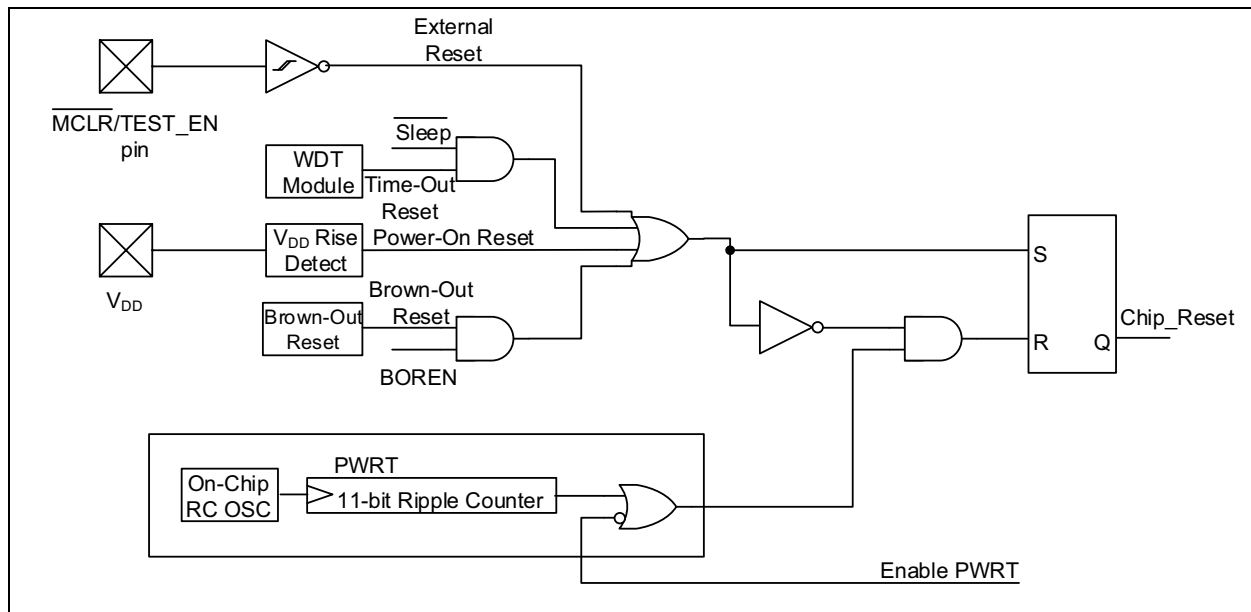 External
Reset
MCLR/TEST_EN
pin
Sleep
WDT
Module
Time-Out
Reset
VDD Rise
Detect
Power-On Reset
VDD
Brown-Out
Reset
Brown-Out
Reset
BOREN
S
R
Q
Chip_Reset
PWRT
On-Chip
RC OSC
11-bit Ripple Counter
Enable PWRT